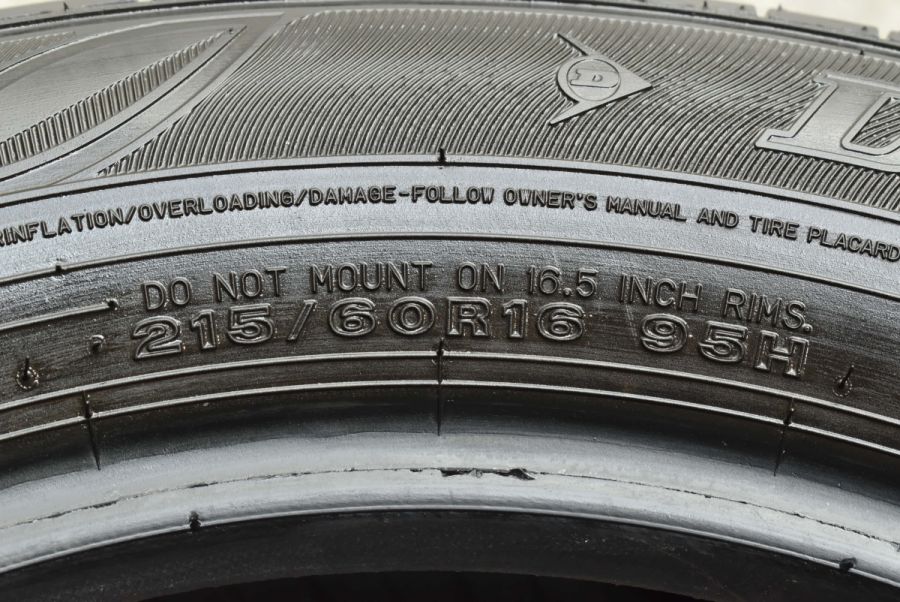 D
RINFLATION/OVERLOADING/DAMAGE-FOLLOW OWNER'S MANUAL AND TIRE PLACARD
DO NOT MOUNT ON 16.5 INCH RIMS.
215/60R16 95H